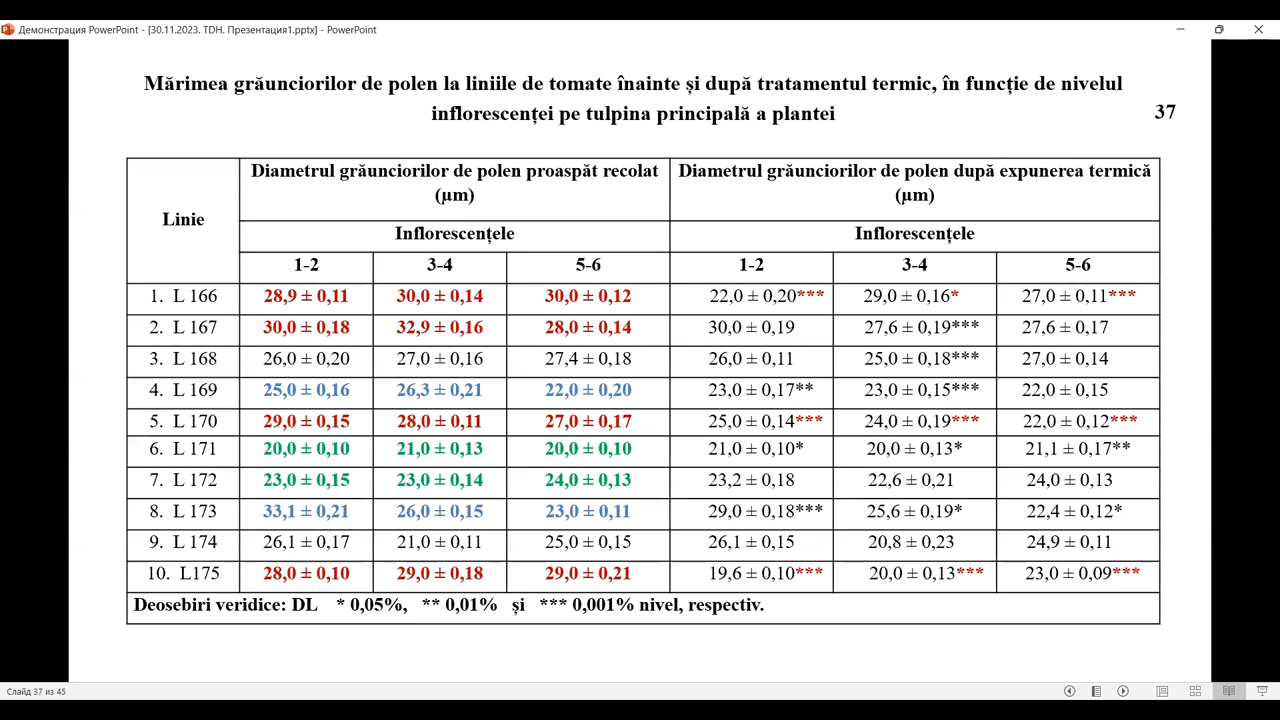 Демонстрация PowerPoint - [30.11.2023. TDH. Презентация1.pptx] - PowerPoint
Mărimea grăunciorilor de polen la liniile de tomate înainte și după tratamentul termic, în funcție de nivelul
inflorescenței pe tulpina principală a plantei
37
Linie
Diametrul grăunciorilor de polen proaspăt recolat
(µm)
Diametrul grăunciorilor de polen după expunerea termică
(µm)
Inflorescențele Inflorescențele
1-2 3-4 5-6 1-2 3-4 5-6
1. L 166 28,9 ± 0,11 30,0 ± 0,14 30,0 ± 0,12 22,0 ± 0,20*** 29,0 ± 0,16* 27,0 ± 0,11***
2. L 167 30,0 ± 0,18 32,9 ± 0,16 28,0 ± 0,14 30,0 ± 0,19 27,6 ± 0,19*** 27,6 ± 0,17
3. L 168 26,0 ± 0,20 27,0 ± 0,16 27,4 ± 0,18 26,0 ± 0,11 25,0 ± 0,18*** 27,0 ± 0,14
4. L 169 25,0 ± 0,16 26,3 ± 0,21 22,0 ± 0,20 23,0 ± 0,17** 23,0 ± 0,15*** 22,0 ± 0,15
5. L 170 29,0 ± 0,15 28,0 ± 0,11 27,0 ± 0,17 25,0 ± 0,14*** 24,0 ± 0,19*** 22,0 ± 0,12***
6. L 171 20,0 ± 0,10 21,0 ± 0,13 20,0 ± 0,10 21,0 ± 0,10* 20,0 ± 0,13* 21,1 ± 0,17**
7. L 172 23,0 ± 0,15 23,0 ± 0,14 24,0 ± 0,13 23,2 ± 0,18 22,6 ± 0,21 24,0 ± 0,13
8. L 173 33,1 ± 0,21 26,0 ± 0,15 23,0 ± 0,11 29,0 ± 0,18*** 25,6 ± 0,19* 22,4 ± 0,12*
9. L 174 26,1 ± 0,17 21,0 ± 0,11 25,0 ± 0,15 26,1 ± 0,15 20,8 ± 0,23 24,9 ± 0,11
10. L175 28,0 ± 0,10 29,0 ± 0,18 29,0 ± 0,21 19,6 ± 0,10*** 20,0 ± 0,13*** 23,0 ± 0,09***
Deosebiri veridice: DL * 0,05%, ** 0,01% și *** 0,001% nivel, respectiv.
Слайд 37 из 45